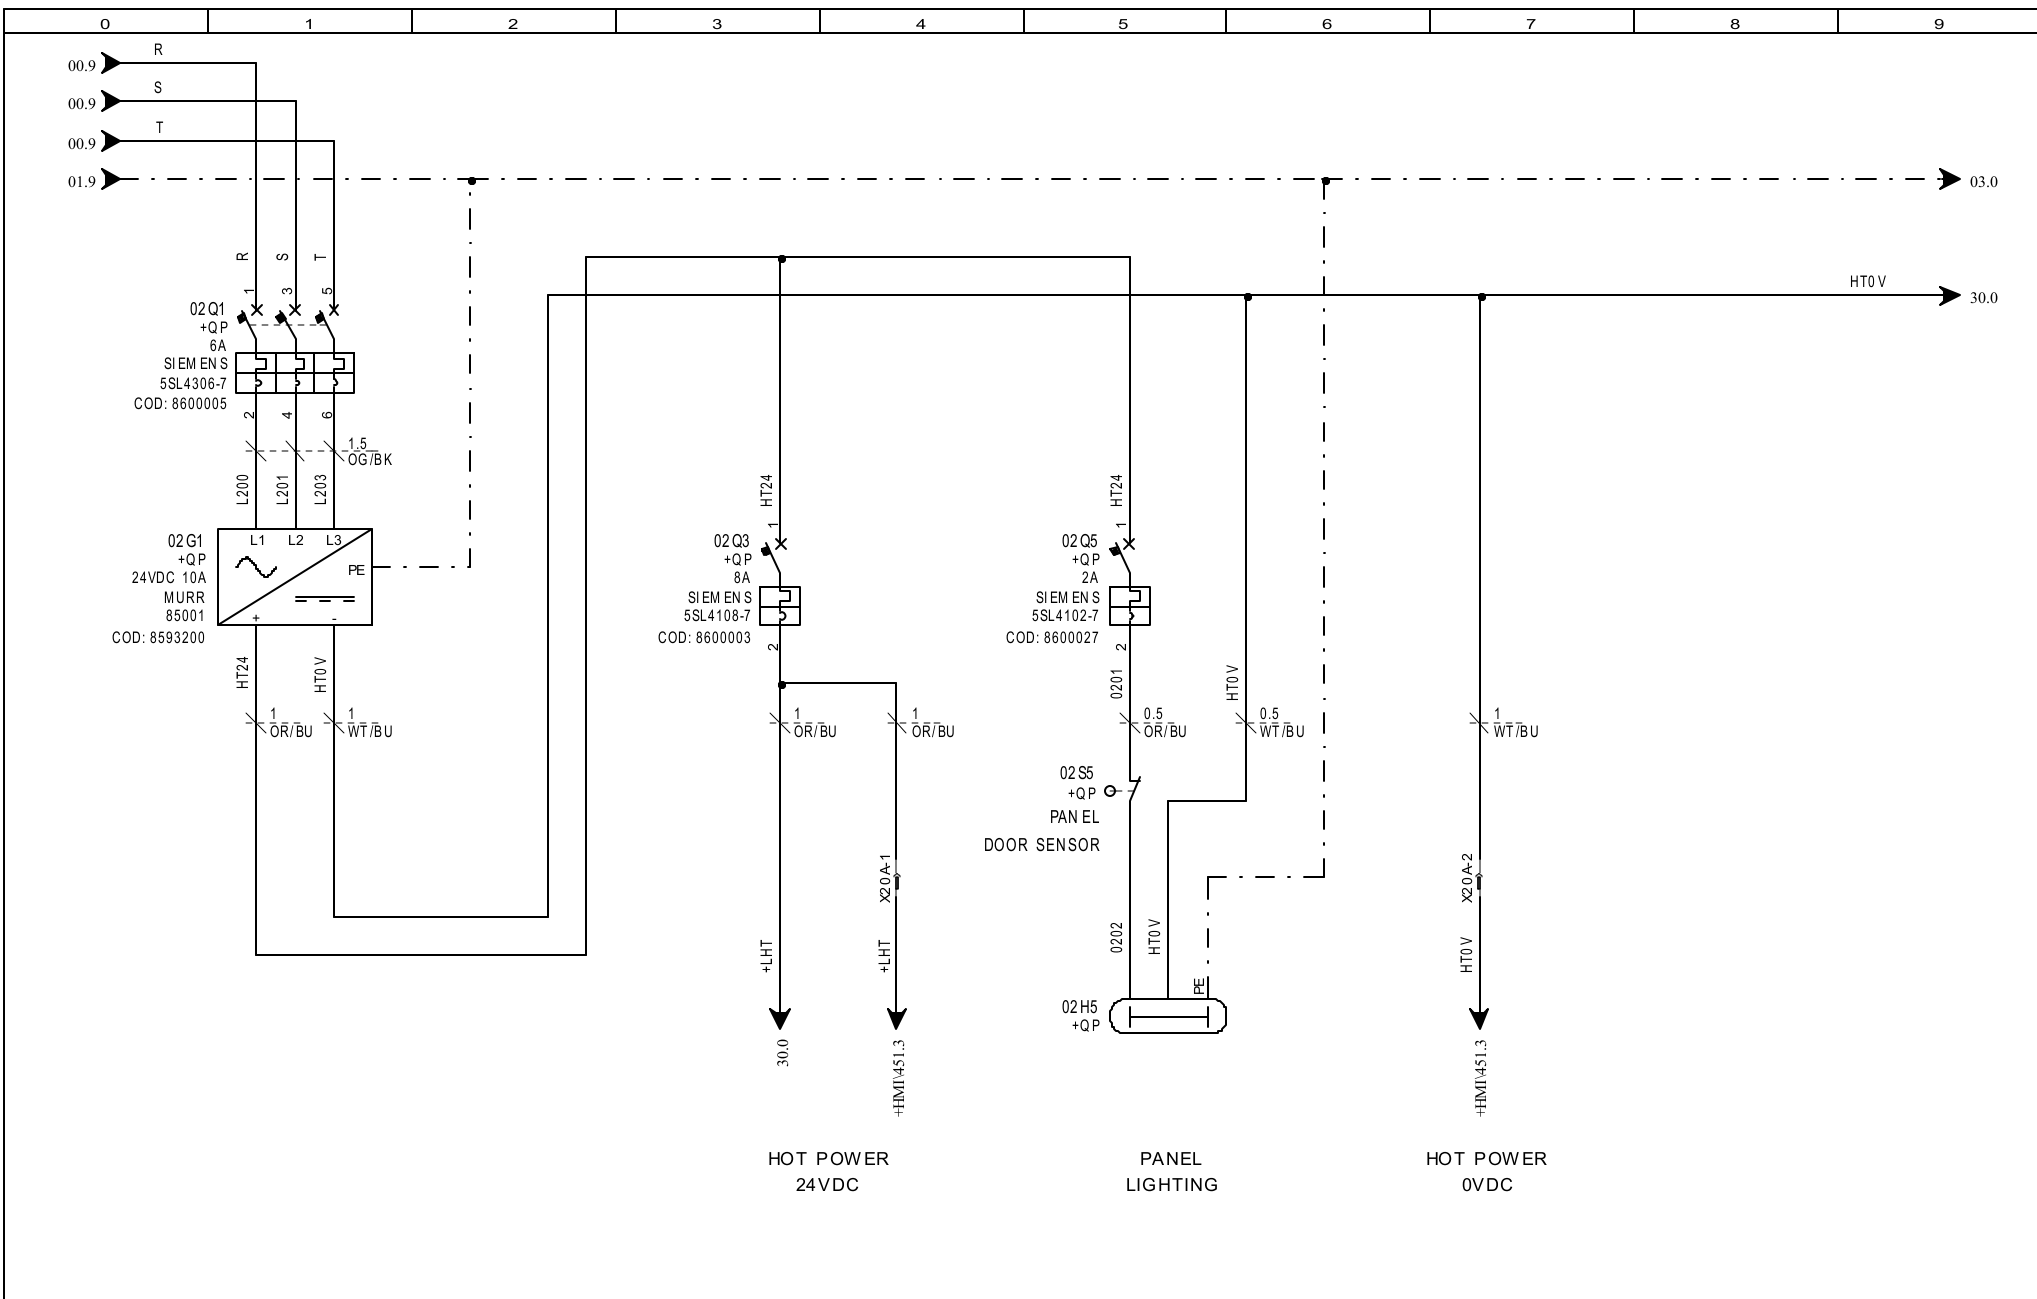 0 1 2 3 4 5 6 7 8 9
R
00.9
S
00.9
T
00.9
01.9
03.0
R S T
HT0V
30.0
1 3 5
02Q1
+QP
6A
SIEMENS
5SL4306-7
COD: 8600005
2 4 6
1.5
OG/BK
L200 L201 L203
02G1
+QP
24VDC 10A
MURR
85001
COD: 8593200
L1 L2 L3
PE
+ -
HT24 HT0V
1
OR/BU
1
WT/BU
HT24
1
02Q3
+QP
8A
SIEMENS
5SL4108-7
COD: 8600003
2
1
OR/BU
1
OR/BU
X20A-1
+LHT
+LHT
30.0
+HMI\451.3
HOT POWER
24VDC
HT24
1
02Q5
+QP
2A
SIEMENS
5SL4102-7
COD: 8600027
2
0201
HT0V
0.5
OR/BU
0.5
WT/BU
02S5
+QP
PANEL
DOOR SENSOR
0202
HT0V
PE
02H5
+QP
PANEL
LIGHTING
1
WT/BU
X20A-2
HT0V
+HMI\451.3
HOT POWER
0VDC